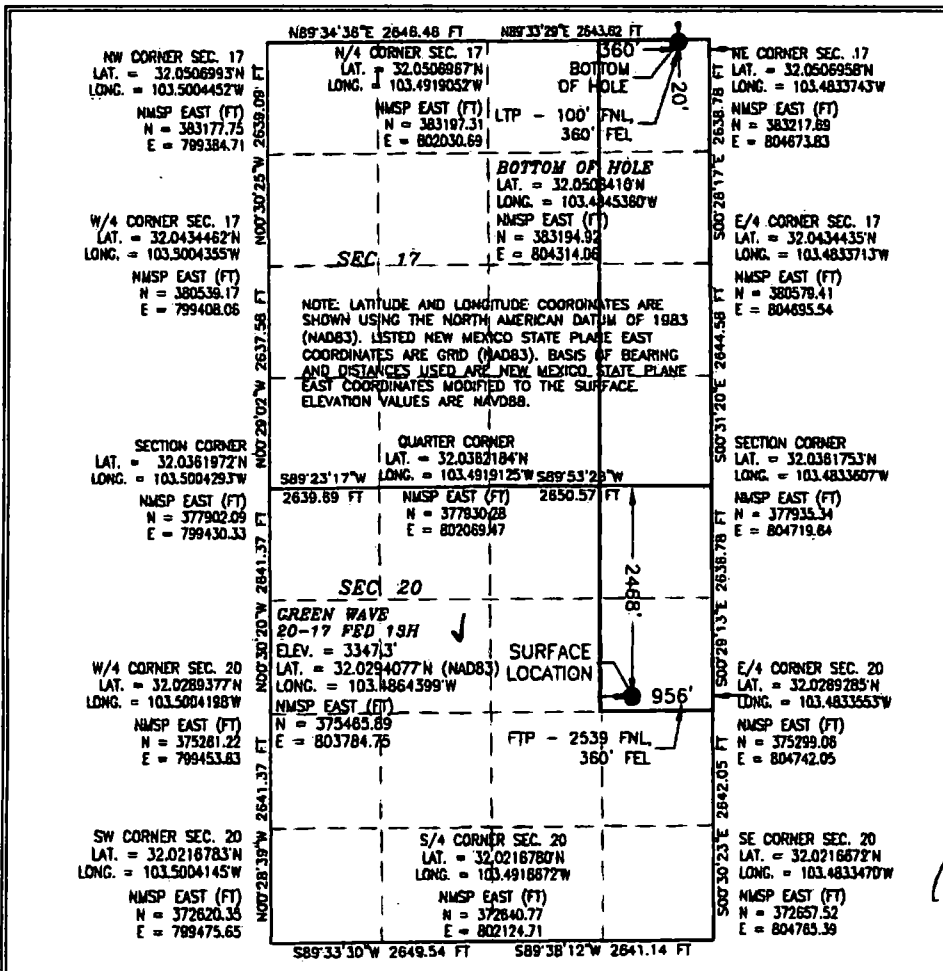 N89°34'36"E 2646.48 FT
N89°33'29"E 2643.62 FT
NW CORNER SEC. 17
LAT. = 32.0506993'N
LONG. = 103.5004452'W
NMSP EAST (FT)
N = 383177.75
E = 799384.71
N/4 CORNER SEC. 17
LAT. = 32.0506967'N
LONG. = 103.4919052'W
NMSP EAST (FT)
N = 383197.31
E = 802030.69
360'
BOTTOM
OF HOLE
20'
LTP - 100' FNL,
360' FEL
NE CORNER SEC. 17
LAT. = 32.0506958'N
LONG. = 103.4833743'W
NMSP EAST (FT)
N = 383217.69
E = 804673.83
N00°30'25"W 2639.09 FT
S00°28'17"E 2638.78 FT
BOTTOM OF HOLE
LAT. = 32.0506410'N
LONG. = 103.4845360'W
NMSP EAST (FT)
N = 383194.92
E = 804314.06
W/4 CORNER SEC. 17
LAT. = 32.0434462'N
LONG. = 103.5004355'W
NMSP EAST (FT)
N = 380539.17
E = 799408.06
SEC 17
E/4 CORNER SEC. 17
LAT. = 32.0434435'N
LONG. = 103.4833713'W
NMSP EAST (FT)
N = 380579.41
E = 804695.54
NOTE: LATITUDE AND LONGITUDE COORDINATES ARE
SHOWN USING THE NORTH AMERICAN DATUM OF 1983
(NAD83). LISTED NEW MEXICO STATE PLANE EAST
COORDINATES ARE GRID (NAD83). BASIS OF BEARING
AND DISTANCES USED ARE NEW MEXICO STATE PLANE
EAST COORDINATES MODIFIED TO THE SURFACE.
ELEVATION VALUES ARE NAVD88.
N00°29'02"W 2637.58 FT
S00°31'20"E 2644.58 FT
SECTION CORNER
LAT. = 32.0361972'N
LONG. = 103.5004293'W
NMSP EAST (FT)
N = 377902.09
E = 799430.33
QUARTER CORNER
LAT. = 32.0362184'N
LONG. = 103.4919125'W
NMSP EAST (FT)
N = 377930.28
E = 802069.47
S89°23'17"W
2639.69 FT
S89°53'28"W
2650.57 FT
SECTION CORNER
LAT. = 32.0361753'N
LONG. = 103.4833607'W
NMSP EAST (FT)
N = 377935.34
E = 804719.64
N00°30'20"W 2641.37 FT
S00°29'13"E 2638.78 FT
2468'
SEC 20
GREEN WAVE
20-17 FED 19H
ELEV. = 3347.3'
LAT. = 32.0294077'N (NAD83)
LONG. = 103.4864399'W
NMSP EAST (FT)
N = 375465.89
E = 803784.75
SURFACE
LOCATION
956'
FTP - 2539 FNL,
360' FEL
W/4 CORNER SEC. 20
LAT. = 32.0289377'N
LONG. = 103.5004198'W
NMSP EAST (FT)
N = 375261.22
E = 799453.63
E/4 CORNER SEC. 20
LAT. = 32.0289285'N
LONG. = 103.4833553'W
NMSP EAST (FT)
N = 375299.06
E = 804742.05
N00°28'39"W 2641.37 FT
S00°30'23"E 2642.05 FT
SW CORNER SEC. 20
LAT. = 32.0216783'N
LONG. = 103.5004145'W
NMSP EAST (FT)
N = 372620.35
E = 799475.65
S/4 CORNER SEC. 20
LAT. = 32.0216780'N
LONG. = 103.4918672'W
NMSP EAST (FT)
N = 372640.77
E = 802124.71
SE CORNER SEC. 20
LAT. = 32.0216672'N
LONG. = 103.4833470'W
NMSP EAST (FT)
N = 372657.52
E = 804765.39
S89°33'30"W 2649.54 FT
S89°38'12"W 2641.14 FT